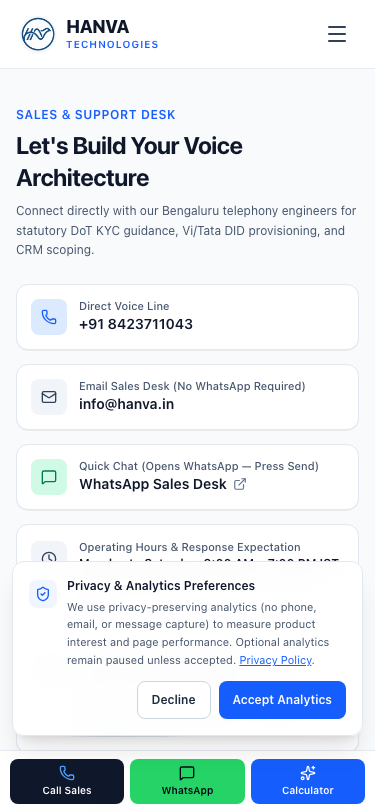 HANVA
TECHNOLOGIES
SALES & SUPPORT DESK
Let's Build Your Voice
Architecture
Connect directly with our Bengaluru telephony engineers for
statutory DoT KYC guidance, Vi/Tata DID provisioning, and
CRM scoping.
Direct Voice Line
+91 8423711043
Email Sales Desk (No WhatsApp Required)
info@hanva.in
Quick Chat (Opens WhatsApp — Press Send)
WhatsApp Sales Desk
Operating Hours & Response Expectation
Privacy & Analytics Preferences
We use privacy-preserving analytics (no phone,
email, or message capture) to measure product
interest and page performance. Optional analytics
remain paused unless accepted. Privacy Policy.
Decline
Accept Analytics
Call Sales
WhatsApp
Calculator